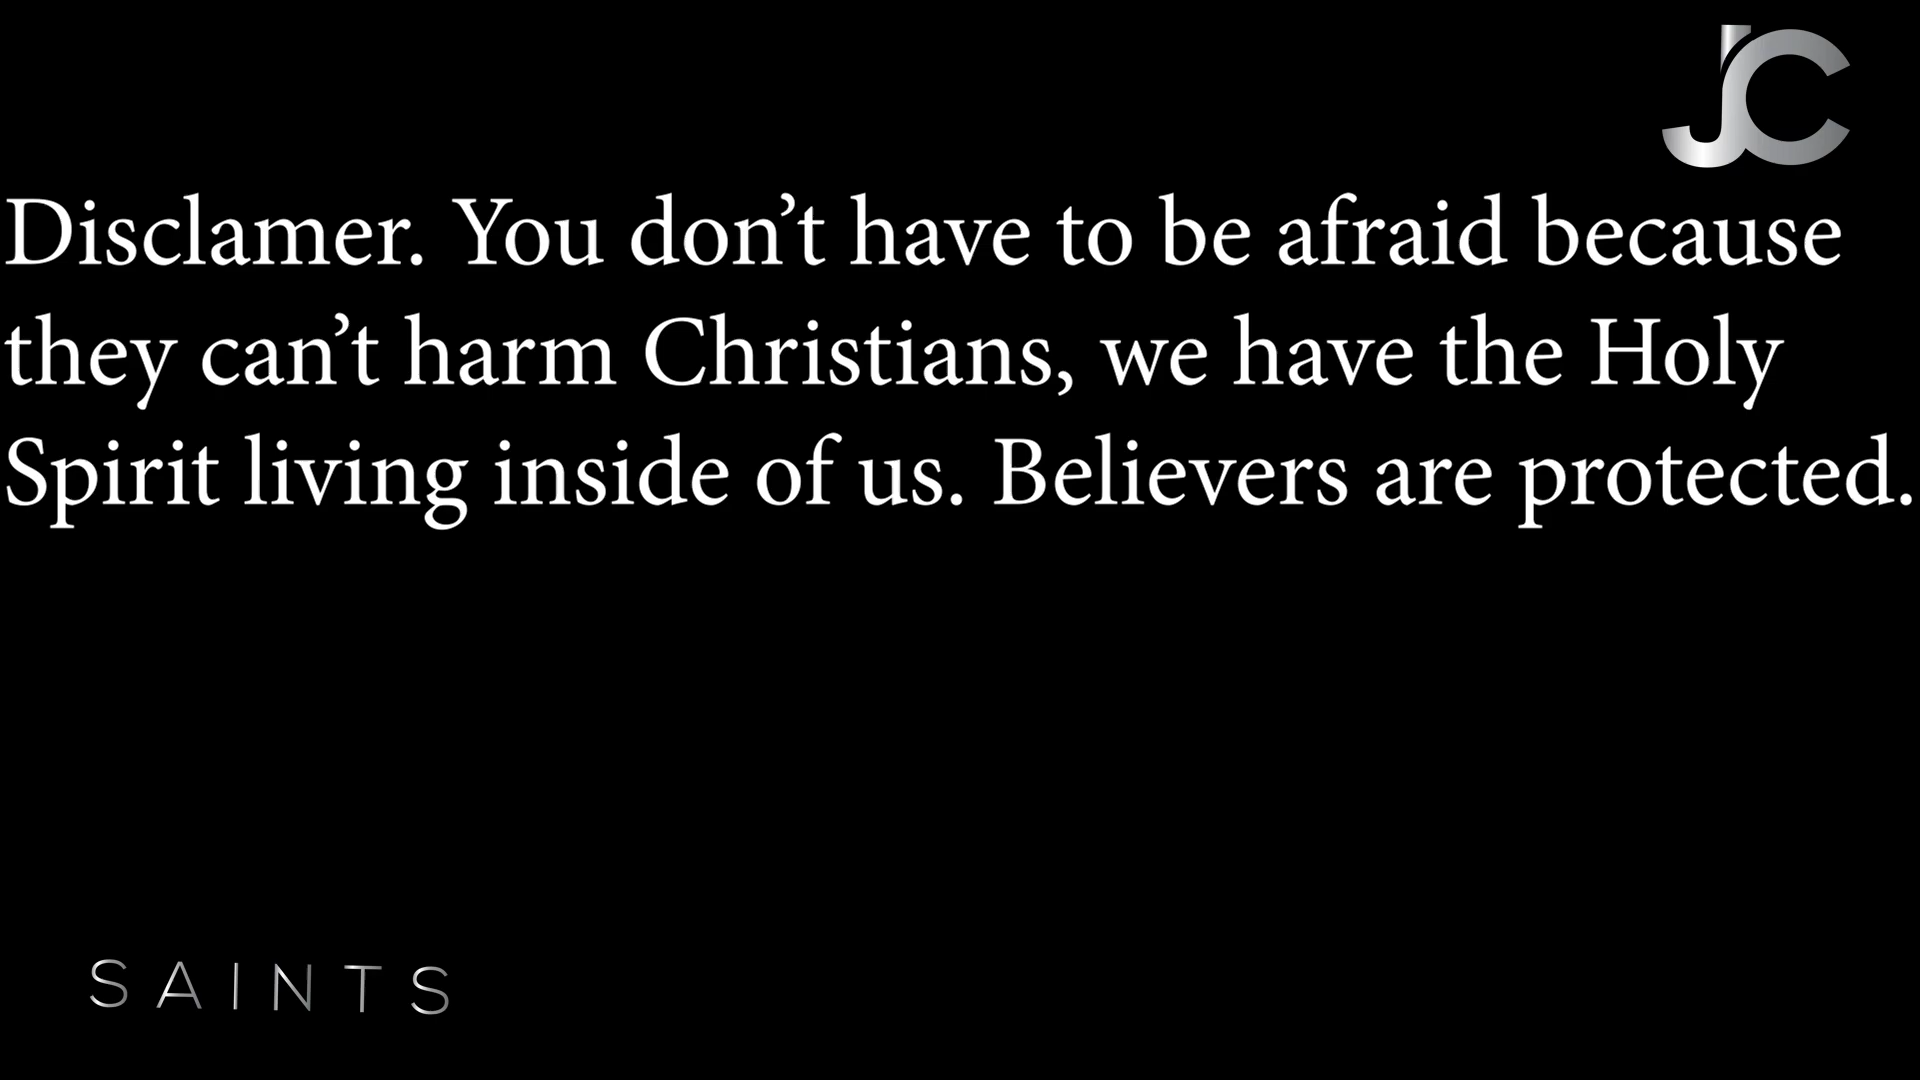 JC
Disclamer. You don’t have to be afraid because
they can’t harm Christians, we have the Holy
Spirit living inside of us. Believers are protected.
SAINTS